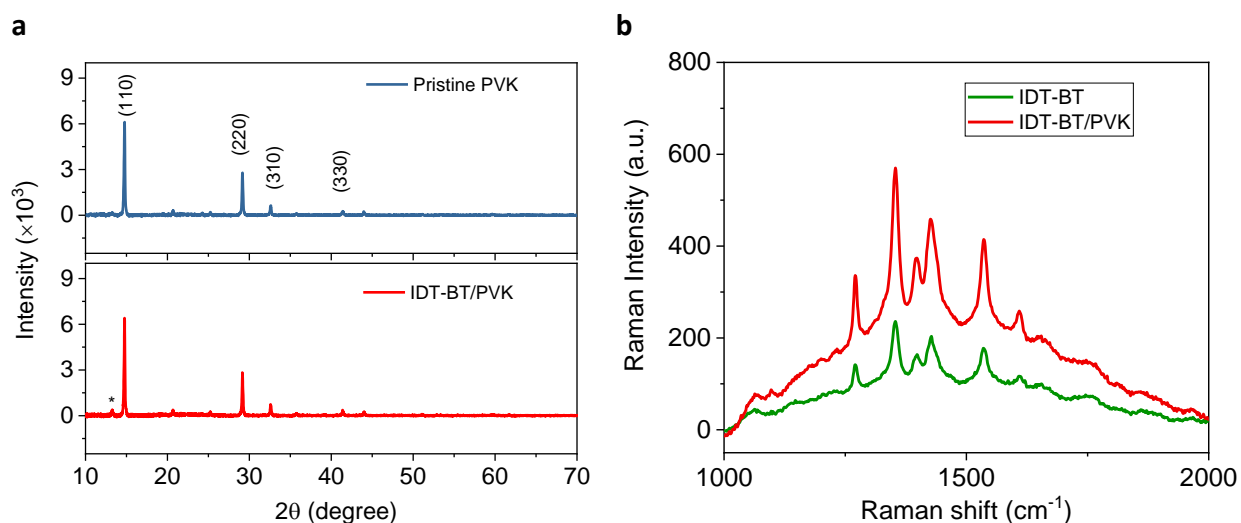 a
Intensity (×10³)
9
6
3
0
(110)
(220)
(310)
(330)
Pristine PVK
9
6
3
0
*
IDT-BT/PVK
10 20 30 40 50 60 70
2θ (degree)
b
Raman Intensity (a.u.)
800
600
400
200
0
IDT-BT
IDT-BT/PVK
1000 1500 2000
Raman shift (cm⁻¹)